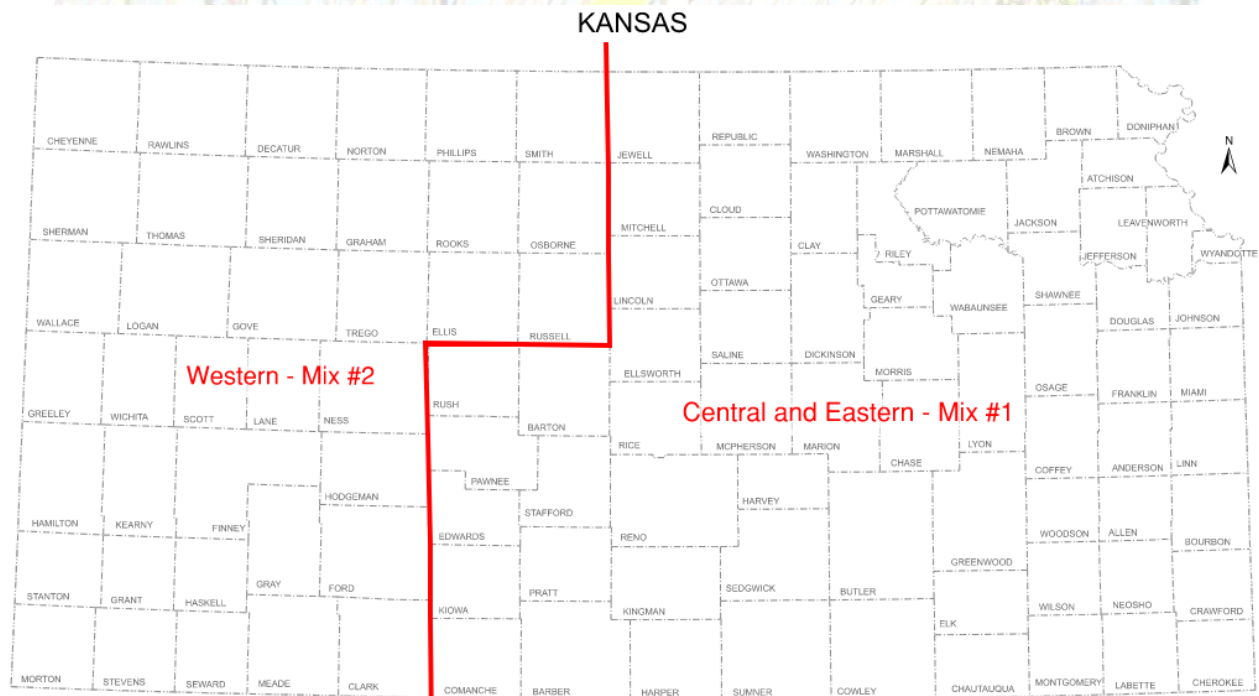 KANSAS
N
CHEYENNE
RAWLINS
DECATUR
NORTON
PHILLIPS
SMITH
JEWELL
REPUBLIC
WASHINGTON
MARSHALL
NEMAHA
BROWN
DONIPHAN
ATCHISON
SHERMAN
THOMAS
SHERIDAN
GRAHAM
ROOKS
OSBORNE
MITCHELL
CLOUD
CLAY
RILEY
POTTAWATOMIE
JACKSON
JEFFERSON
LEAVENWORTH
WYANDOTTE
WALLACE
LOGAN
GOVE
TREGO
ELLIS
RUSSELL
LINCOLN
OTTAWA
GEARY
WABAUNSEE
SHAWNEE
DOUGLAS
JOHNSON
Western - Mix #2
ELLSWORTH
SALINE
DICKINSON
MORRIS
Central and Eastern - Mix #1
OSAGE
FRANKLIN
MIAMI
GREELEY
WICHITA
SCOTT
LANE
NESS
RUSH
BARTON
RICE
MCPHERSON
MARION
CHASE
LYON
COFFEY
ANDERSON
LINN
HAMILTON
KEARNY
FINNEY
HODGEMAN
PAWNEE
STAFFORD
EDWARDS
RENO
HARVEY
GREENWOOD
WOODSON
ALLEN
BOURBON
STANTON
GRANT
HASKELL
GRAY
FORD
KIOWA
PRATT
KINGMAN
SEDGWICK
BUTLER
ELK
WILSON
NEOSHO
CRAWFORD
MORTON
STEVENS
SEWARD
MEADE
CLARK
COMANCHE
BARBER
HARPER
SUMNER
COWLEY
CHAUTAUQUA
MONTGOMERY
LABETTE
CHEROKEE